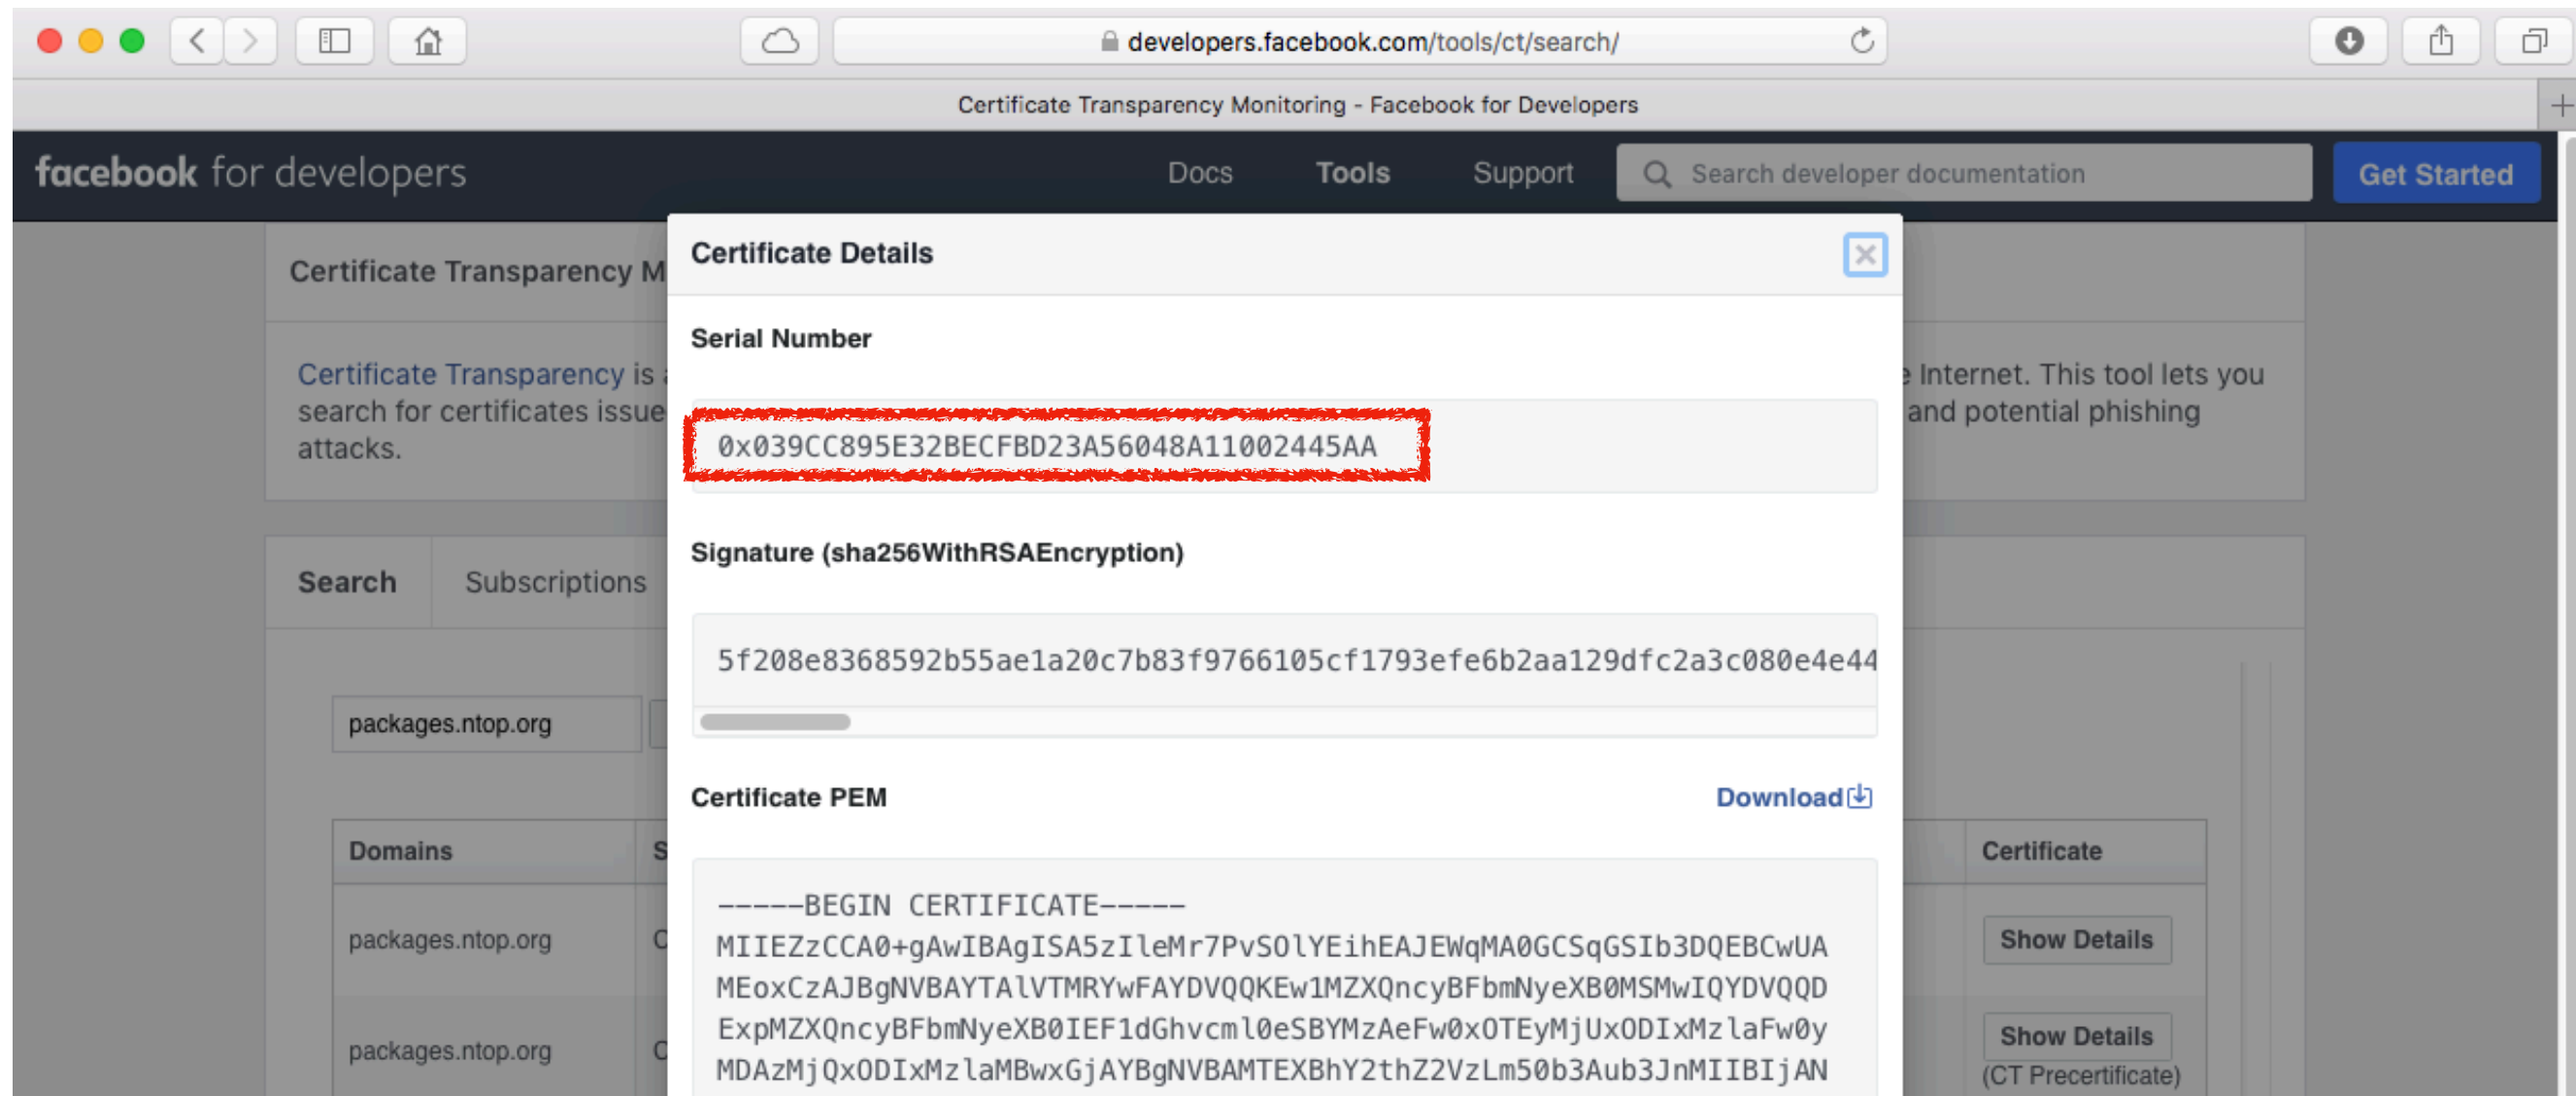 developers.facebook.com/tools/ct/search/
Certificate Transparency Monitoring - Facebook for Developers
facebook for developers
Docs
Tools
Support
Search developer documentation
Get Started
Certificate Transparency M
Certificate Transparency is
search for certificates issue
attacks.
e Internet. This tool lets you
and potential phishing
Search
Subscriptions
packages.ntop.org
Domains
S
Certificate
packages.ntop.org
C
Show Details
packages.ntop.org
C
Show Details
(CT Precertificate)
Certificate Details
Serial Number
0x039CC895E32BECFBD23A56048A11002445AA
Signature (sha256WithRSAEncryption)
5f208e8368592b55ae1a20c7b83f9766105cf1793efe6b2aa129dfc2a3c080e4e44
Certificate PEM
Download
-----BEGIN CERTIFICATE-----
MIIEZzCCA0+gAwIBAgISA5zIleMr7PvSOlYEihEAJEWqMA0GCSqGSIb3DQEBCwUA
MEoxCzAJBgNVBAYTAlVTMRYwFAYDVQQKEw1MZXQncyBFbmNyeXB0MSMwIQYDVQQD
ExpMZXQncyBFbmNyeXB0IEF1dGhvcml0eSBYMzAeFw0xOTEyMjUxODIxMzlaFw0y
MDAzMjQxODIxMzlaMBwxGjAYBgNVBAMTEXBhY2thZ2VzLm50b3Aub3JnMIIBIjAN